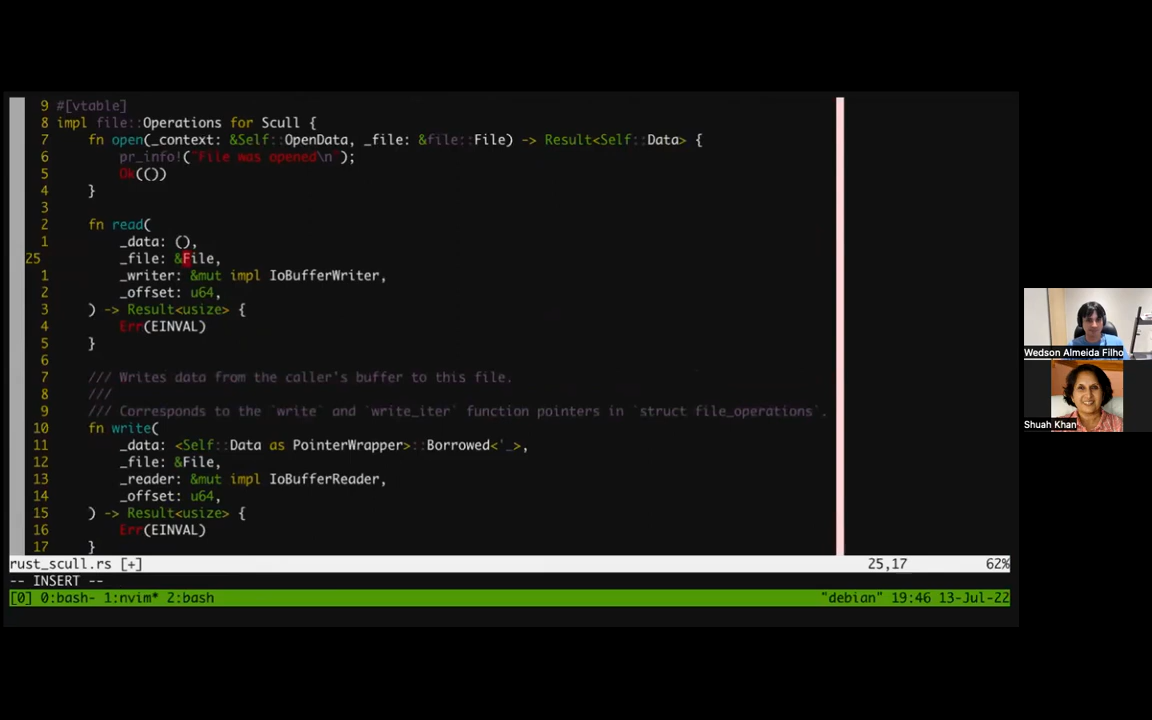 9 #[vtable]
8 impl file::Operations for Scull {
7     fn open(_context: &Self::OpenData, _file: &file::File) -> Result<Self::Data> {
6         pr_info!("File was opened\n");
5         Ok(())
4     }
3
2     fn read(
1         _data: (),
25         _file: &File,
1         _writer: &mut impl IoBufferWriter,
2         _offset: u64,
3     ) -> Result<usize> {
4         Err(EINVAL)
5     }
6
7     /// Writes data from the caller's buffer to this file.
8     ///
9     /// Corresponds to the `write` and `write_iter` function pointers in `struct file_operations`.
10     fn write(
11         _data: <Self::Data as PointerWrapper>::Borrowed<'_>,
12         _file: &File,
13         _reader: &mut impl IoBufferReader,
14         _offset: u64,
15     ) -> Result<usize> {
16         Err(EINVAL)
17     }
rust_scull.rs [+] 25,17 62%
-- INSERT --
[0] 0:bash- 1:nvim* 2:bash "debian" 19:46 13-Jul-22
Wedson Almeida Filho
Shuah Khan